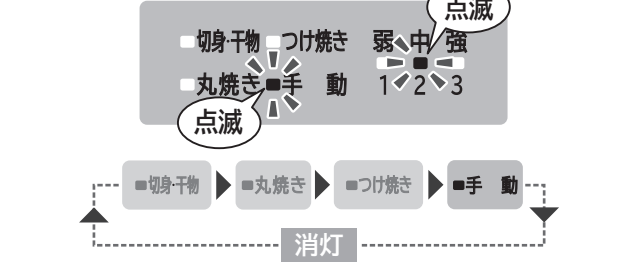 点滅
切身・干物 つけ焼き 弱 中 強
丸焼き 手 動 1 2 3
点滅
切身・干物 丸焼き つけ焼き 手 動
消灯